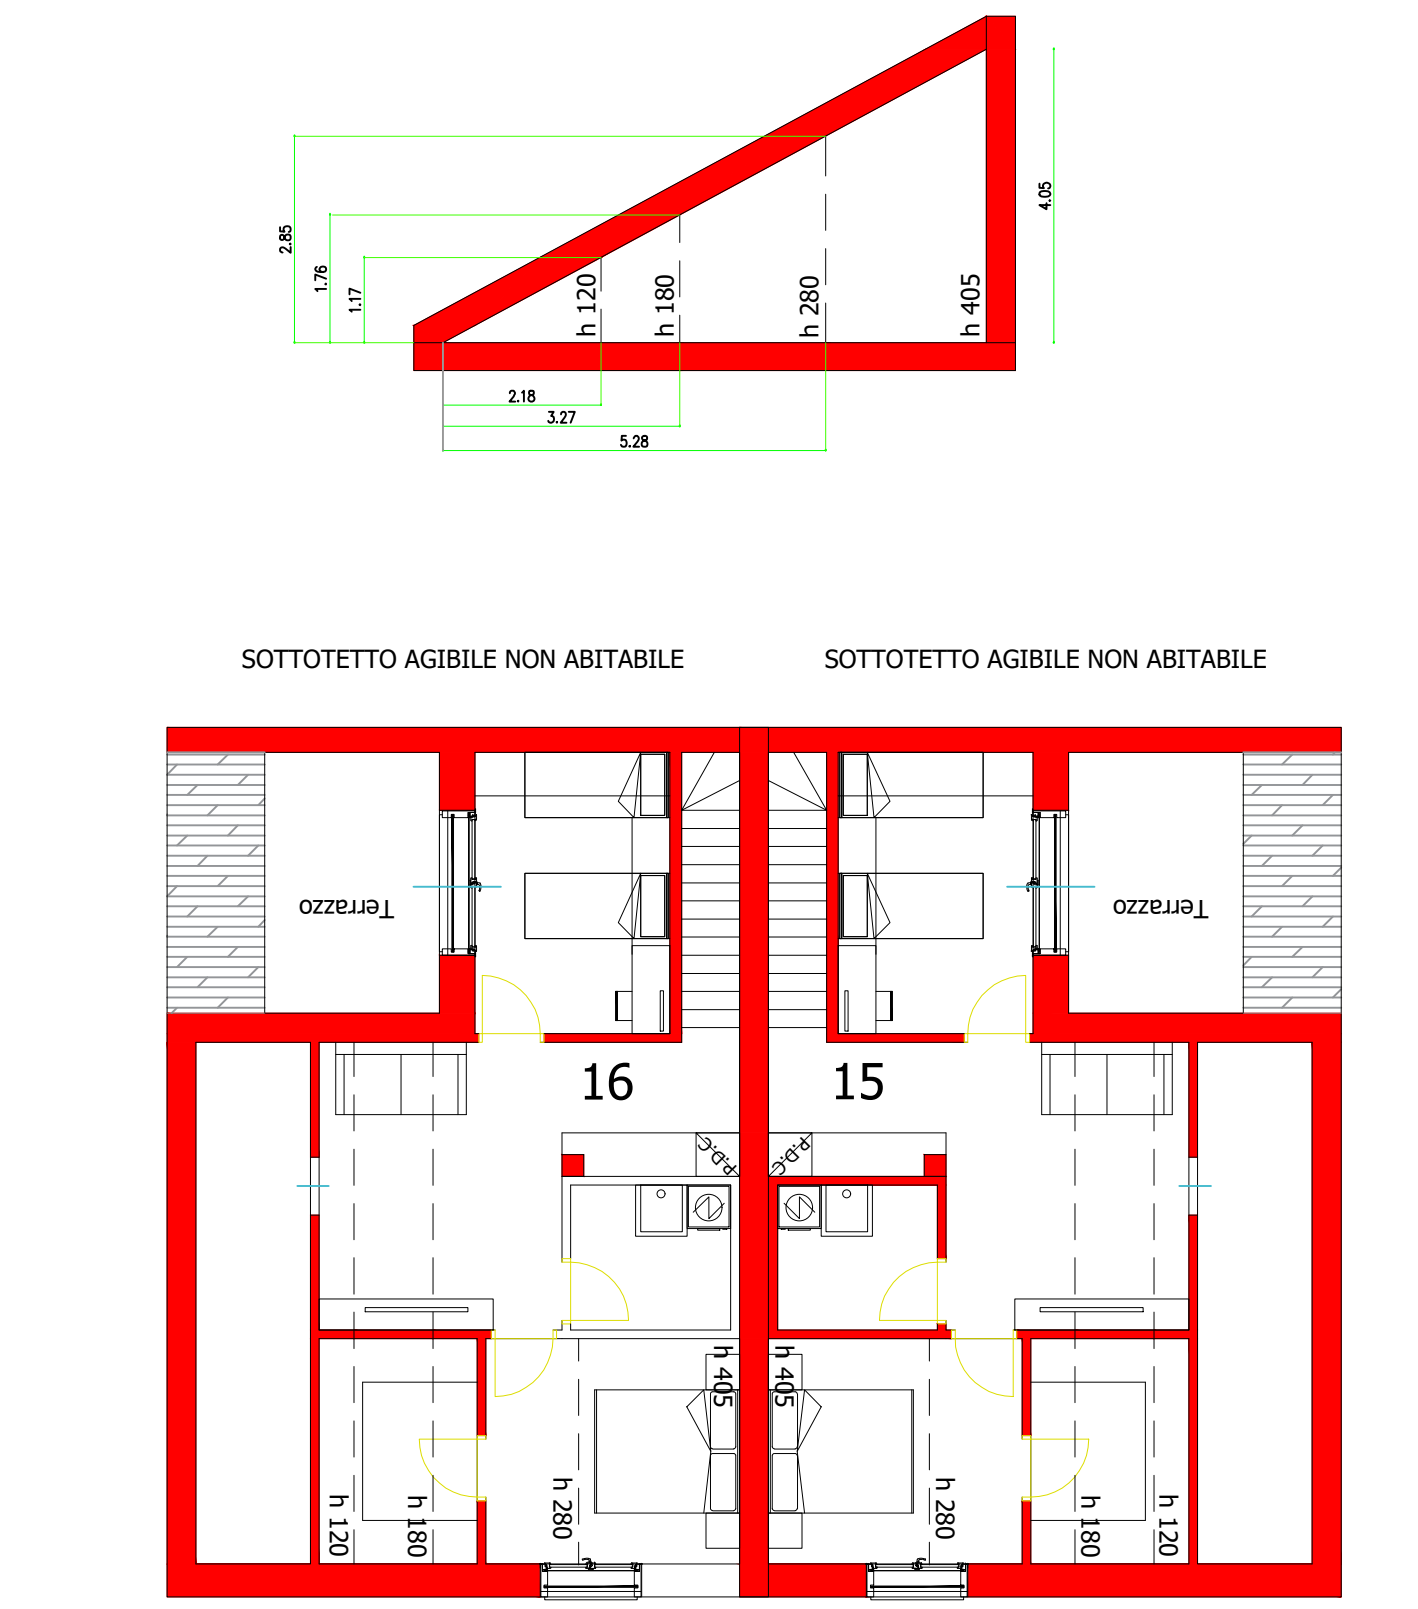 4.05
2.85
1.76
1.17
h 120
h 180
h 280
h 405
2.18
3.27
5.28
SOTTOTETTO AGIBILE NON ABITABILE
SOTTOTETTO AGIBILE NON ABITABILE
Terrazzo
Terrazzo
16
15
P.D.C
P.D.C
h 405
h 405
h 280
h 280
h 120
h 180
h 180
h 120